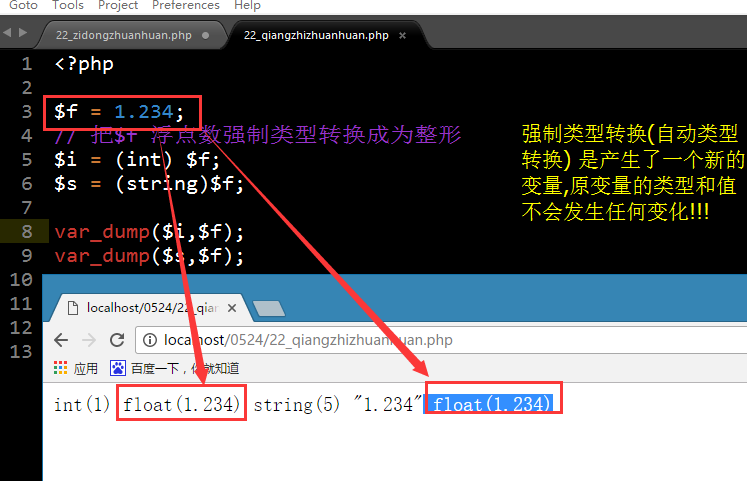 Goto Tools Project Preferences Help
22_zidongzhuanhuan.php 22_qiangzhizhuanhuan.php
1 <?php
2
3 $f = 1.234;
4 // 把$f 浮点数强制类型转换成为整形
5 $i = (int) $f;
6 $s = (string)$f;
7
8 var_dump($i,$f);
9 var_dump($s,$f);
10
11
12
13
强制类型转换(自动类型
转换) 是产生了一个新的
变量,原变量的类型和值
不会发生任何变化!!!
localhost/0524/22_qian
localhost/0524/22_qiangzhizhuanhuan.php
应用 百度一下，你就知道
int(1) float(1.234) string(5) "1.234" float(1.234)